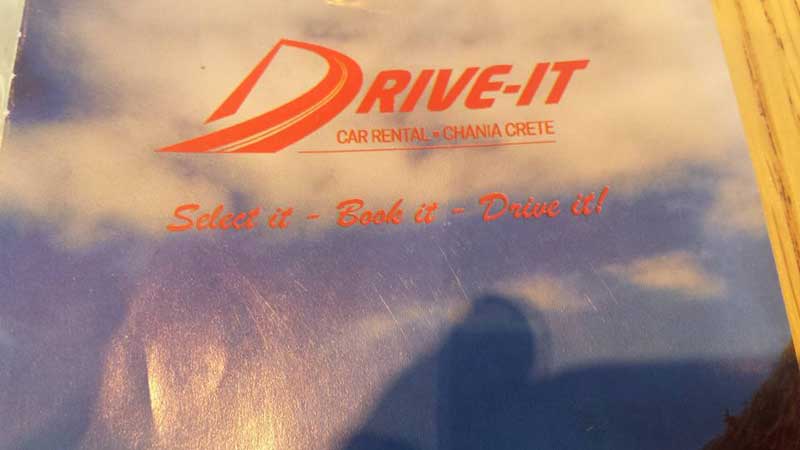 DRIVE-IT
CAR RENTAL • CHANIA CRETE
Select it - Book it - Drive it!